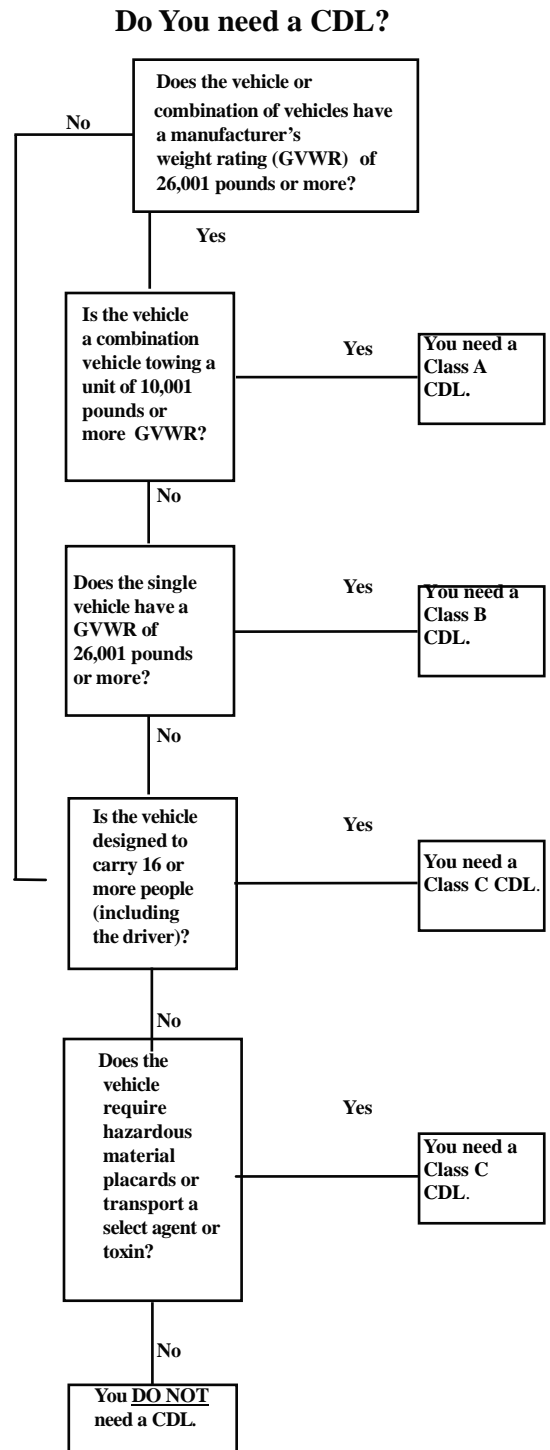 Do You need a CDL?
Does the vehicle or
combination of vehicles have
a manufacturer's
weight rating (GVWR) of
26,001 pounds or more?
No
Yes
Is the vehicle
a combination
vehicle towing a
unit of 10,001
pounds or
more GVWR?
Yes
You need a
Class A
CDL.
No
Does the single
vehicle have a
GVWR of
26,001 pounds
or more?
Yes
You need a
Class B
CDL.
No
Is the vehicle
designed to
carry 16 or
more people
(including
the driver)?
Yes
You need a
Class C CDL.
No
Does the
vehicle
require
hazardous
material
placards or
transport a
select agent or
toxin?
Yes
You need a
Class C
CDL.
No
You DO NOT
need a CDL.